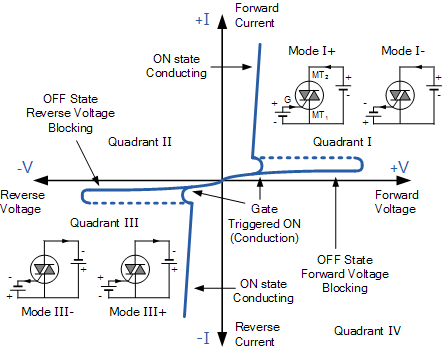 +I
Forward
Current
ON state
Conducting
Mode I+
Mode I-
MT2
+
-
+
G
-
MT1
+
-
+
-
OFF State
Reverse Voltage
Blocking
Quadrant II
Quadrant I
-V
+V
Reverse
Voltage
Forward
Voltage
Quadrant III
Gate
Triggered ON
(Conduction)
OFF State
Forward Voltage
Blocking
-
+
-
+
-
+
+
-
ON state
Conducting
Mode III-
Mode III+
-I
Reverse
Current
Quadrant IV